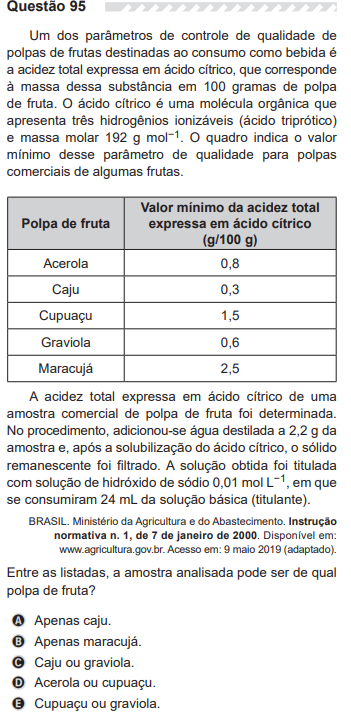 Questão 95
Um dos parâmetros de controle de qualidade de
polpas de frutas destinadas ao consumo como bebida é
a acidez total expressa em ácido cítrico, que corresponde
à massa dessa substância em 100 gramas de polpa
de fruta. O ácido cítrico é uma molécula orgânica que
apresenta três hidrogênios ionizáveis (ácido triprótico)
e massa molar 192 g mol⁻¹. O quadro indica o valor
mínimo desse parâmetro de qualidade para polpas
comerciais de algumas frutas.
Polpa de fruta
Valor mínimo da acidez total
expressa em ácido cítrico
(g/100 g)
Acerola 0,8
Caju 0,3
Cupuaçu 1,5
Graviola 0,6
Maracujá 2,5
A acidez total expressa em ácido cítrico de uma
amostra comercial de polpa de fruta foi determinada.
No procedimento, adicionou-se água destilada a 2,2 g da
amostra e, após a solubilização do ácido cítrico, o sólido
remanescente foi filtrado. A solução obtida foi titulada
com solução de hidróxido de sódio 0,01 mol L⁻¹, em que
se consumiram 24 mL da solução básica (titulante).
BRASIL. Ministério da Agricultura e do Abastecimento. Instrução
normativa n. 1, de 7 de janeiro de 2000. Disponível em:
www.agricultura.gov.br. Acesso em: 9 maio 2019 (adaptado).
Entre as listadas, a amostra analisada pode ser de qual
polpa de fruta?
A Apenas caju.
B Apenas maracujá.
C Caju ou graviola.
D Acerola ou cupuaçu.
E Cupuaçu ou graviola.